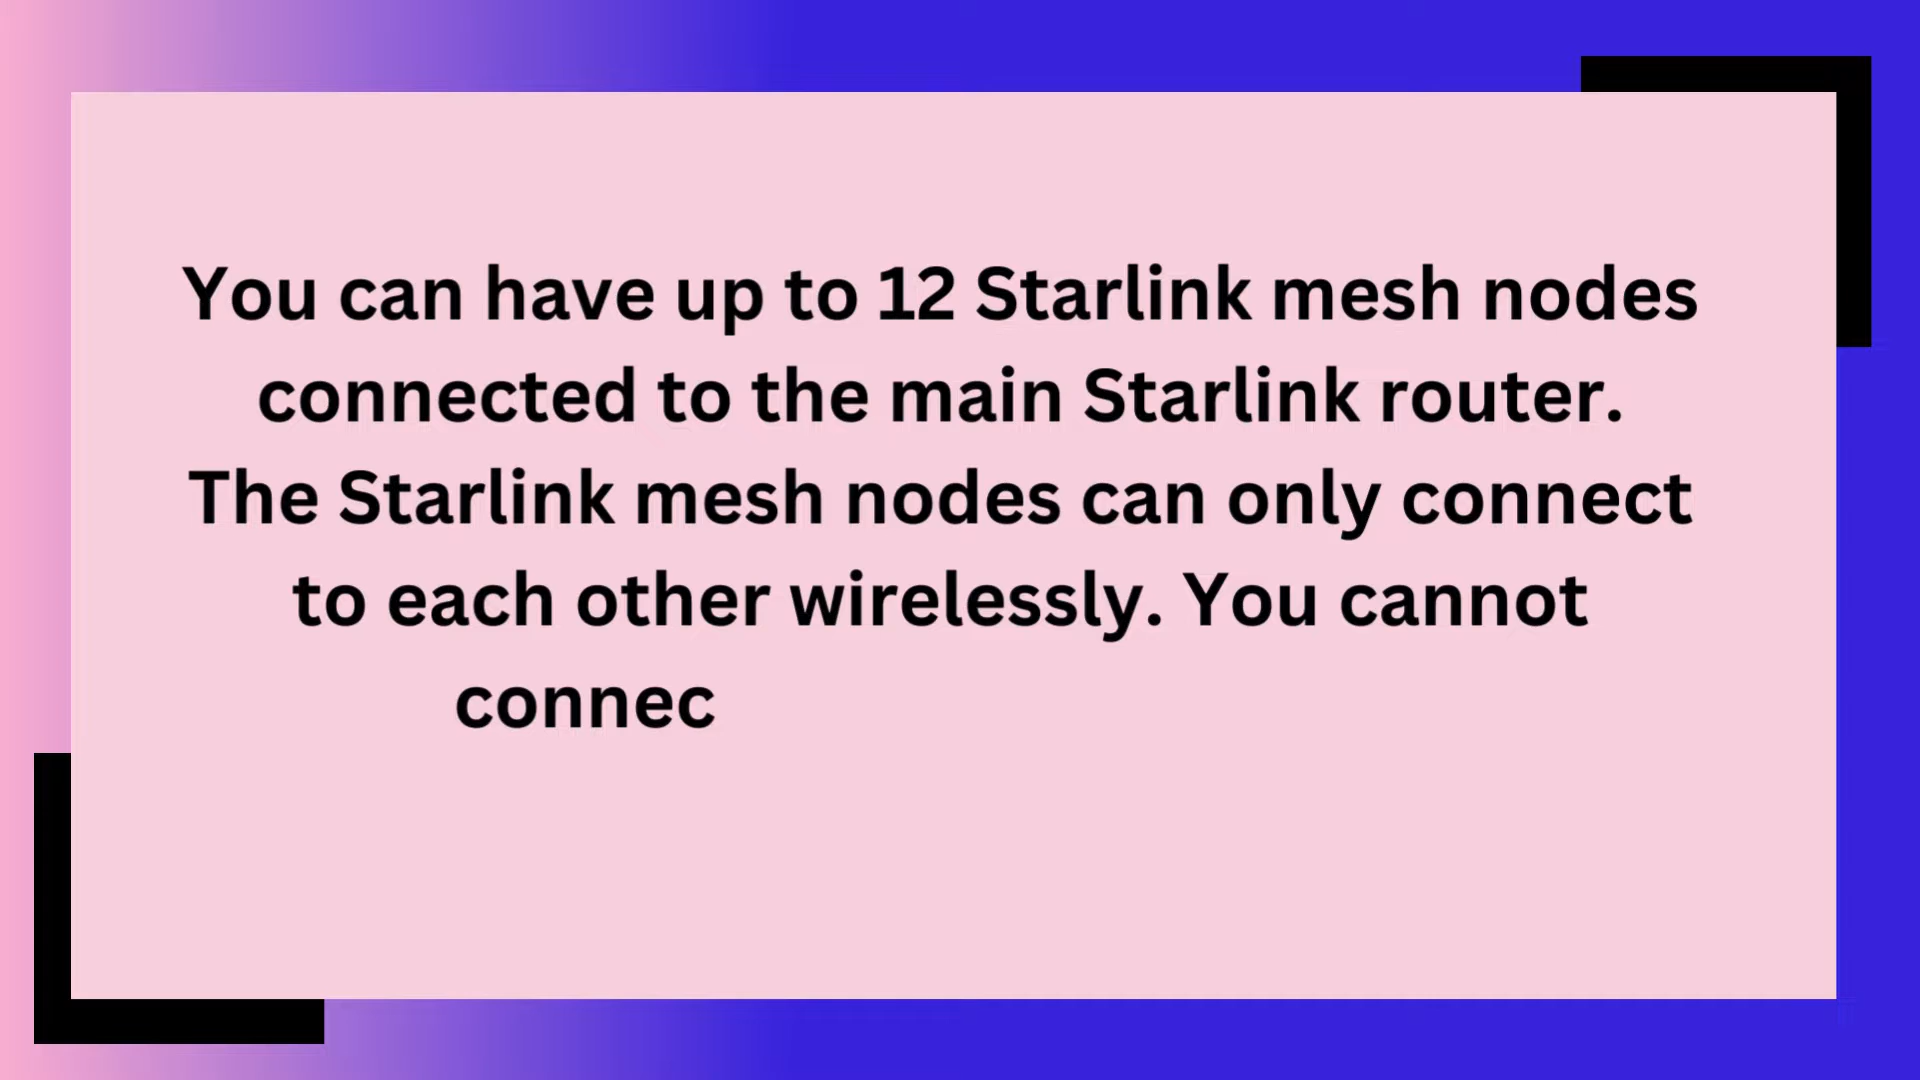 You can have up to 12 Starlink mesh nodes
connected to the main Starlink router.
The Starlink mesh nodes can only connect
to each other wirelessly. You cannot
connec